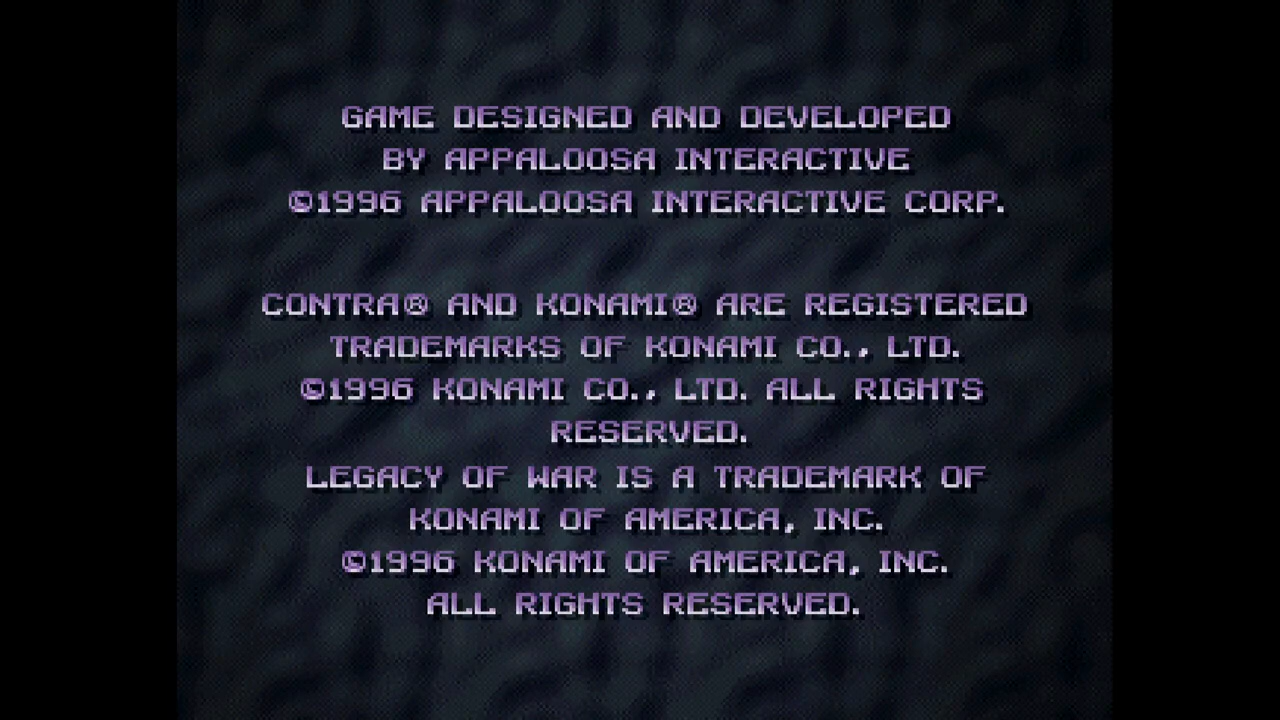 GAME DESIGNED AND DEVELOPED
BY APPALOOSA INTERACTIVE
©1996 APPALOOSA INTERACTIVE CORP.
CONTRA® AND KONAMI® ARE REGISTERED
TRADEMARKS OF KONAMI CO., LTD.
©1996 KONAMI CO., LTD. ALL RIGHTS
RESERVED.
LEGACY OF WAR IS A TRADEMARK OF
KONAMI OF AMERICA, INC.
©1996 KONAMI OF AMERICA, INC.
ALL RIGHTS RESERVED.